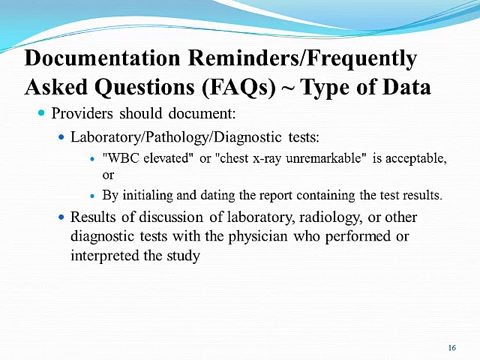 Documentation Reminders/Frequently
Asked Questions (FAQs) ~ Type of Data
Providers should document:
Laboratory/Pathology/Diagnostic tests:
"WBC elevated" or "chest x-ray unremarkable" is acceptable,
or
By initialing and dating the report containing the test results.
Results of discussion of laboratory, radiology, or other
diagnostic tests with the physician who performed or
interpreted the study
16